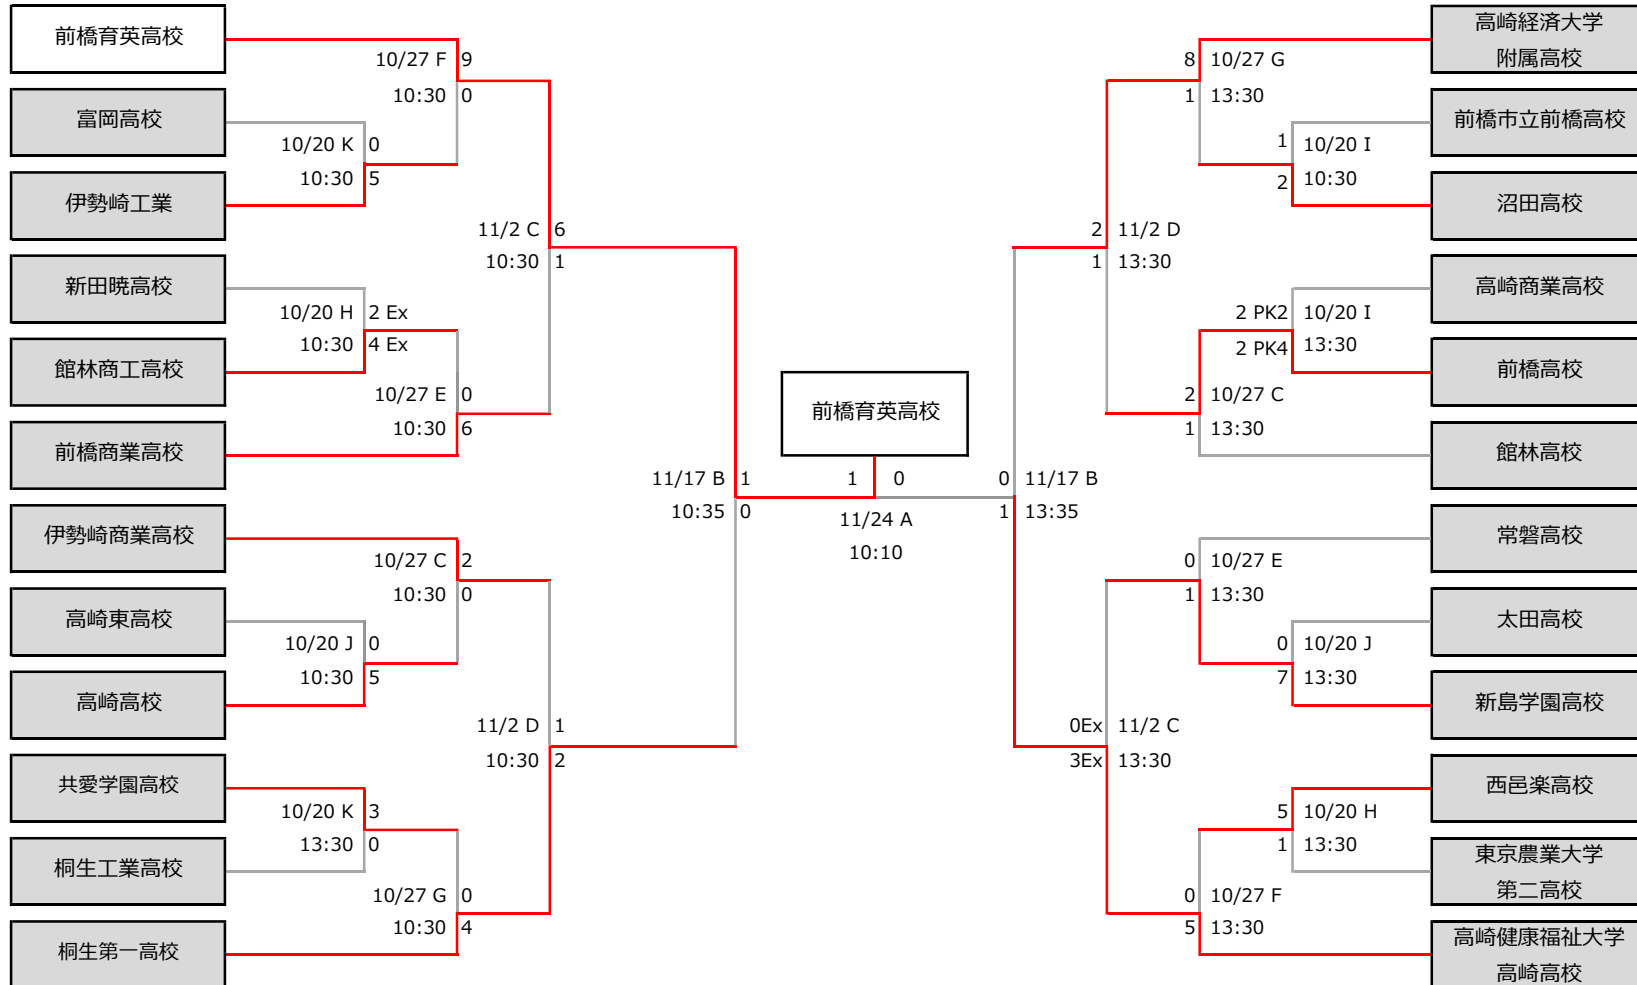 前橋育英高校
10/27 F 9
10:30 0
富岡高校
10/20 K 0
10:30 5
伊勢崎工業
11/2 C 6
10:30 1
新田暁高校
10/20 H 2 Ex
10:30 4 Ex
館林商工高校
10/27 E 0
10:30 6
前橋商業高校
11/17 B 1
10:35 0
伊勢崎商業高校
10/27 C 2
10:30 0
高崎東高校
10/20 J 0
10:30 5
高崎高校
11/2 D 1
10:30 2
共愛学園高校
10/20 K 3
13:30 0
桐生工業高校
10/27 G 0
10:30 4
桐生第一高校
前橋育英高校
1 0
11/24 A
10:10
高崎経済大学
附属高校
8 10/27 G
1 13:30
前橋市立前橋高校
1 10/20 I
2 10:30
沼田高校
2 11/2 D
1 13:30
高崎商業高校
2 PK2 10/20 I
2 PK4 13:30
前橋高校
2 10/27 C
1 13:30
館林高校
0 11/17 B
1 13:35
常磐高校
0 10/27 E
1 13:30
太田高校
0 10/20 J
7 13:30
新島学園高校
0Ex 11/2 C
3Ex 13:30
西邑楽高校
5 10/20 H
1 13:30
東京農業大学
第二高校
0 10/27 F
5 13:30
高崎健康福祉大学
高崎高校